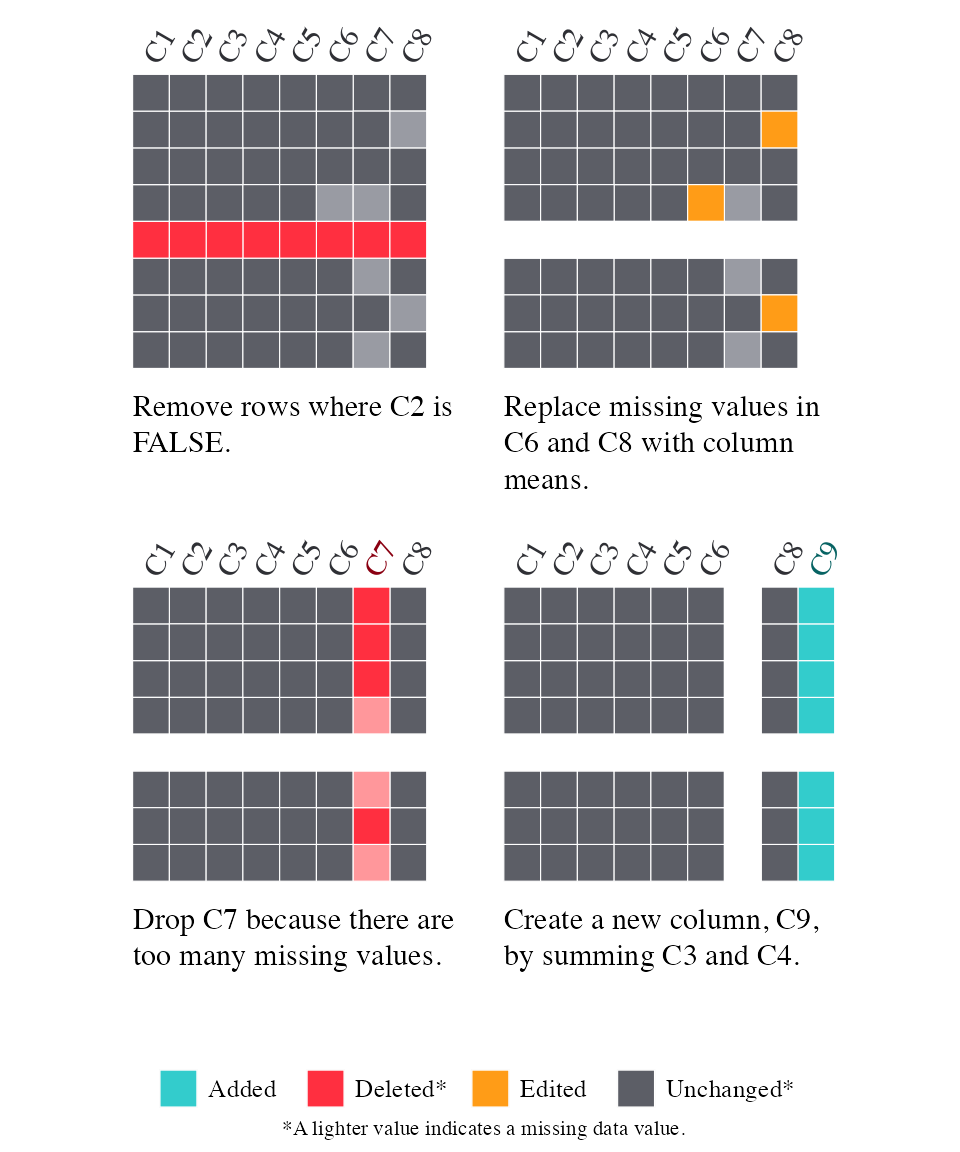 C1 C2 C3 C4 C5 C6 C7 C8
C1 C2 C3 C4 C5 C6 C7 C8
Remove rows where C2 is
FALSE.
Replace missing values in
C6 and C8 with column
means.
C1 C2 C3 C4 C5 C6 C7 C8
C1 C2 C3 C4 C5 C6 C8 C9
Drop C7 because there are
too many missing values.
Create a new column, C9,
by summing C3 and C4.
Added Deleted* Edited Unchanged*
*A lighter value indicates a missing data value.